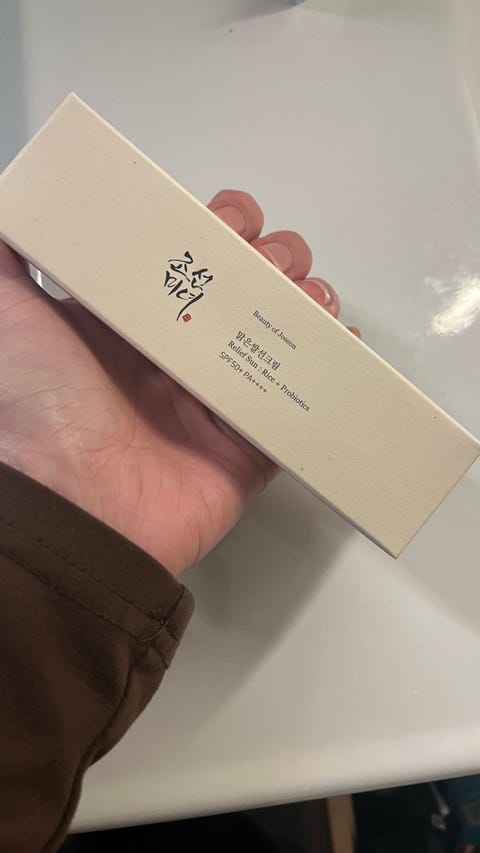 조선
미녀
Beauty of Joseon
맑은쌀선크림
Relief Sun : Rice + Probiotics
SPF50+ PA++++